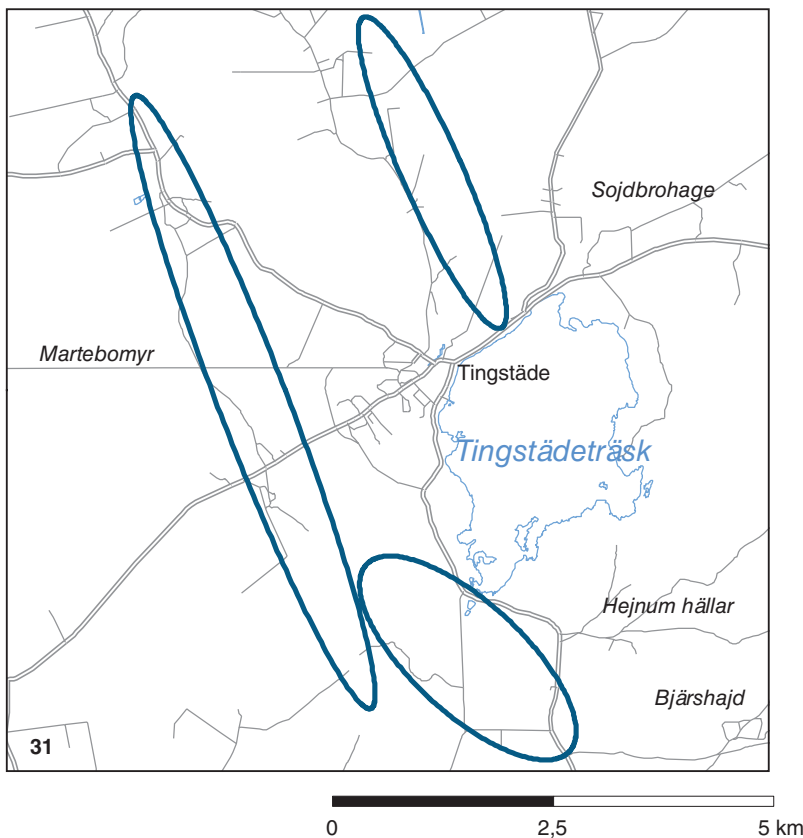 Sojdbrohage
Martebomyr
Tingstäde
Tingstädeträsk
Hejnum hällar
Bjärshajd
31
0 2,5 5 km